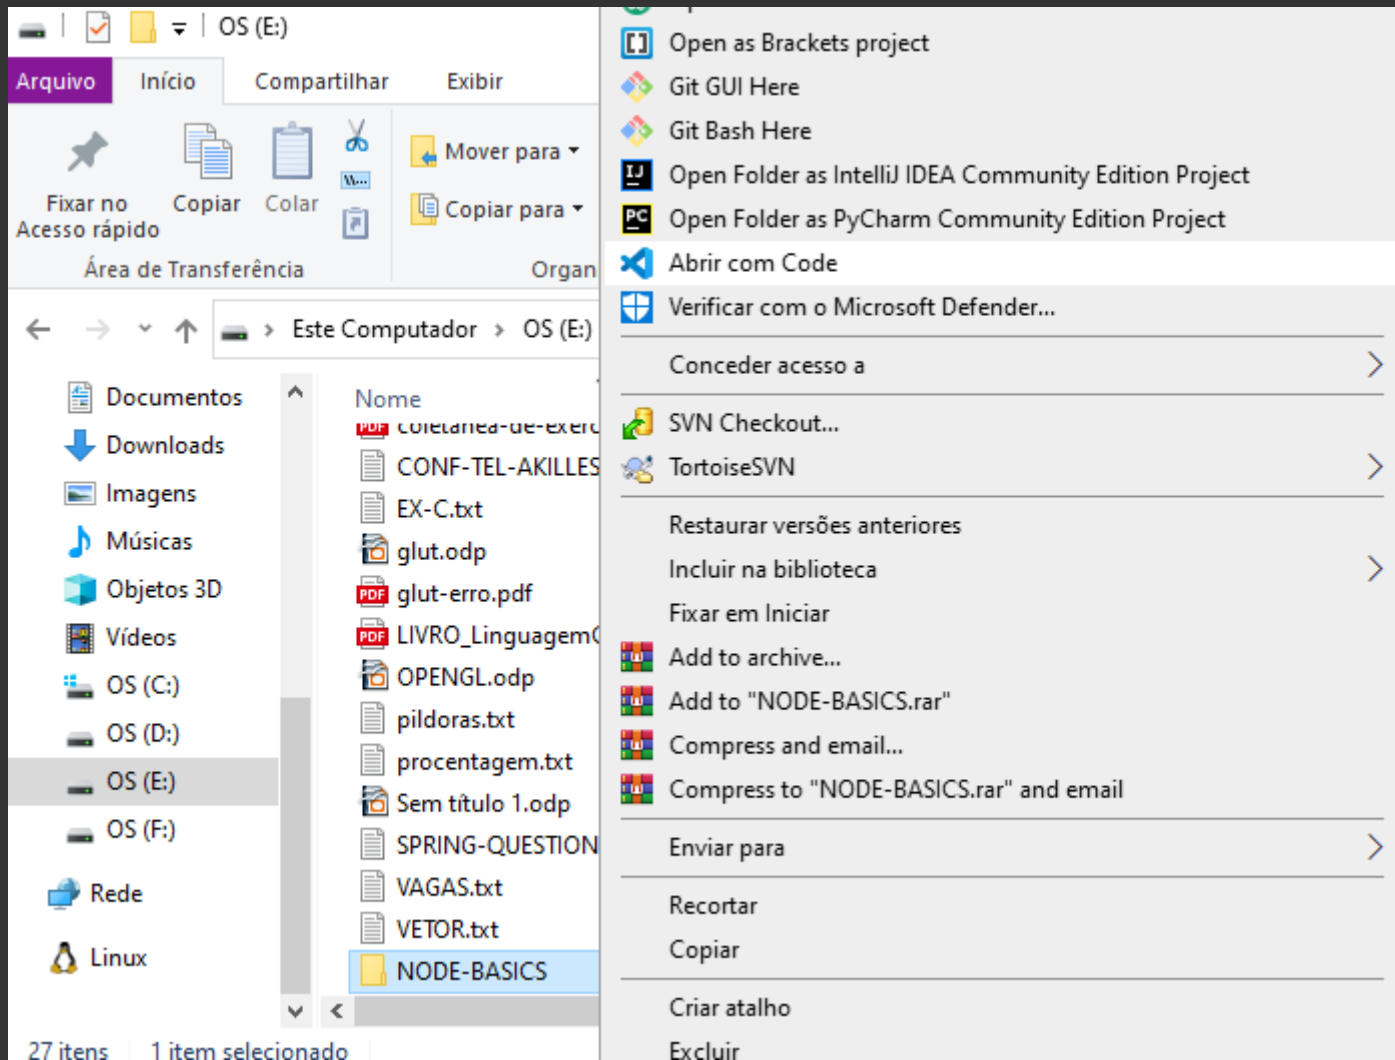 OS (E:)
Arquivo
Início
Compartilhar
Exibir
Fixar no
Acesso rápido
Copiar
Colar
Mover para
Copiar para
Área de Transferência
Organ
Este Computador
OS (E:)
Documentos
Downloads
Imagens
Músicas
Objetos 3D
Vídeos
OS (C:)
OS (D:)
OS (E:)
OS (F:)
Rede
Linux
Nome
coletanea-de-exerc
CONF-TEL-AKILLES
EX-C.txt
glut.odp
glut-erro.pdf
LIVRO_Linguagem
OPENGL.odp
pildoras.txt
procentagem.txt
Sem título 1.odp
SPRING-QUESTION
VAGAS.txt
VETOR.txt
NODE-BASICS
27 itens
1 item selecionado
Open as Brackets project
Git GUI Here
Git Bash Here
Open Folder as IntelliJ IDEA Community Edition Project
Open Folder as PyCharm Community Edition Project
Abrir com Code
Verificar com o Microsoft Defender...
Conceder acesso a
SVN Checkout...
TortoiseSVN
Restaurar versões anteriores
Incluir na biblioteca
Fixar em Iniciar
Add to archive...
Add to "NODE-BASICS.rar"
Compress and email...
Compress to "NODE-BASICS.rar" and email
Enviar para
Recortar
Copiar
Criar atalho
Excluir